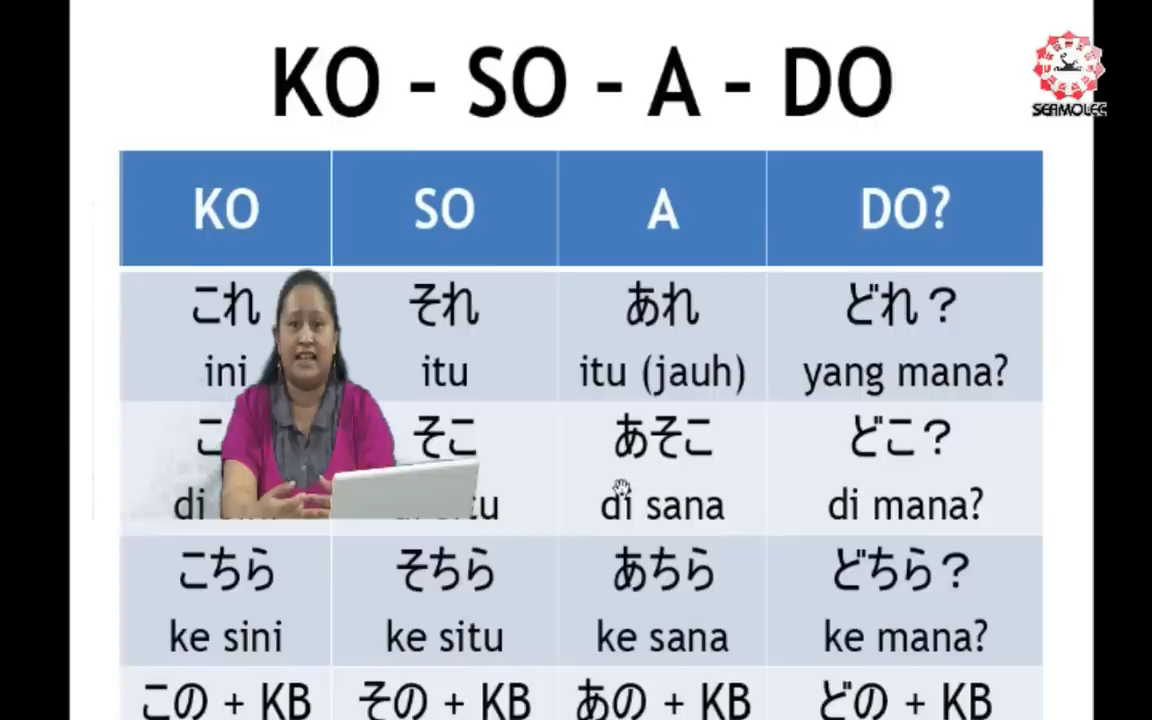 KO - SO - A - DO
SEAMOLEC
KO SO A DO?
これ それ あれ どれ？
ini itu itu (jauh) yang mana?
そこ あそこ どこ？
di di sana di mana?
こちら そちら あちら どちら？
ke sini ke situ ke sana ke mana?
この + KB その + KB あの + KB どの + KB